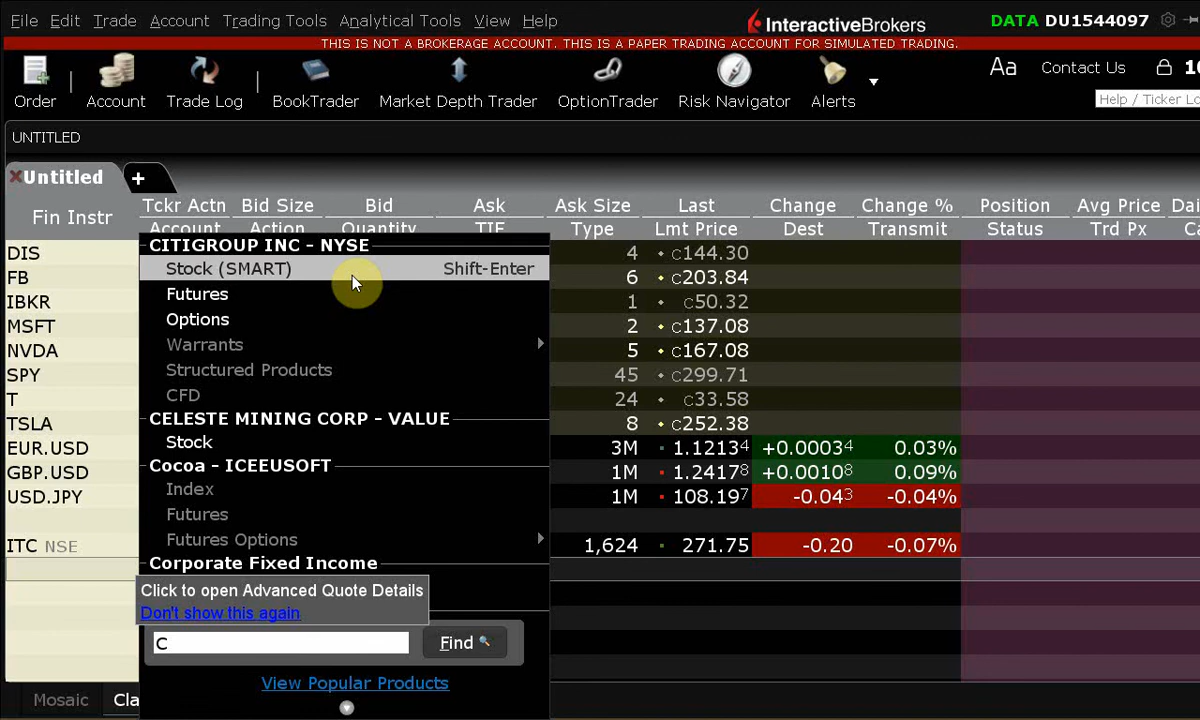 File Edit Trade Account Trading Tools Analytical Tools View Help
InteractiveBrokers
DATA DU1544097
THIS IS NOT A BROKERAGE ACCOUNT. THIS IS A PAPER TRADING ACCOUNT FOR SIMULATED TRADING.
Order Account Trade Log BookTrader Market Depth Trader OptionTrader Risk Navigator Alerts
Aa Contact Us
Help / Ticker
UNTITLED
Untitled +
Fin Instr
Tckr Actn Bid Size Bid Ask Ask Size Last Change Change % Position Avg Price
Account Action Quantity TIF Type Lmt Price Dest Transmit Status Trd Px
CITIGROUP INC - NYSE
DIS 4 c144.30
Stock (SMART) Shift-Enter
FB 6 c203.84
Futures
IBKR 1 c50.32
Options
MSFT 2 c137.08
Warrants
NVDA 5 c167.08
Structured Products
SPY 45 c299.71
CFD
T 24 c33.58
CELESTE MINING CORP - VALUE
TSLA 8 c252.38
Stock
EUR.USD 3M 1.12134 +0.00034 0.03%
Cocoa - ICEEUSOFT
GBP.USD 1M 1.24178 +0.00108 0.09%
Index
USD.JPY 1M 108.197 -0.043 -0.04%
Futures
Futures Options
ITC NSE 1,624 271.75 -0.20 -0.07%
Corporate Fixed Income
Click to open Advanced Quote Details
Don't show this again
C Find
View Popular Products
Mosaic